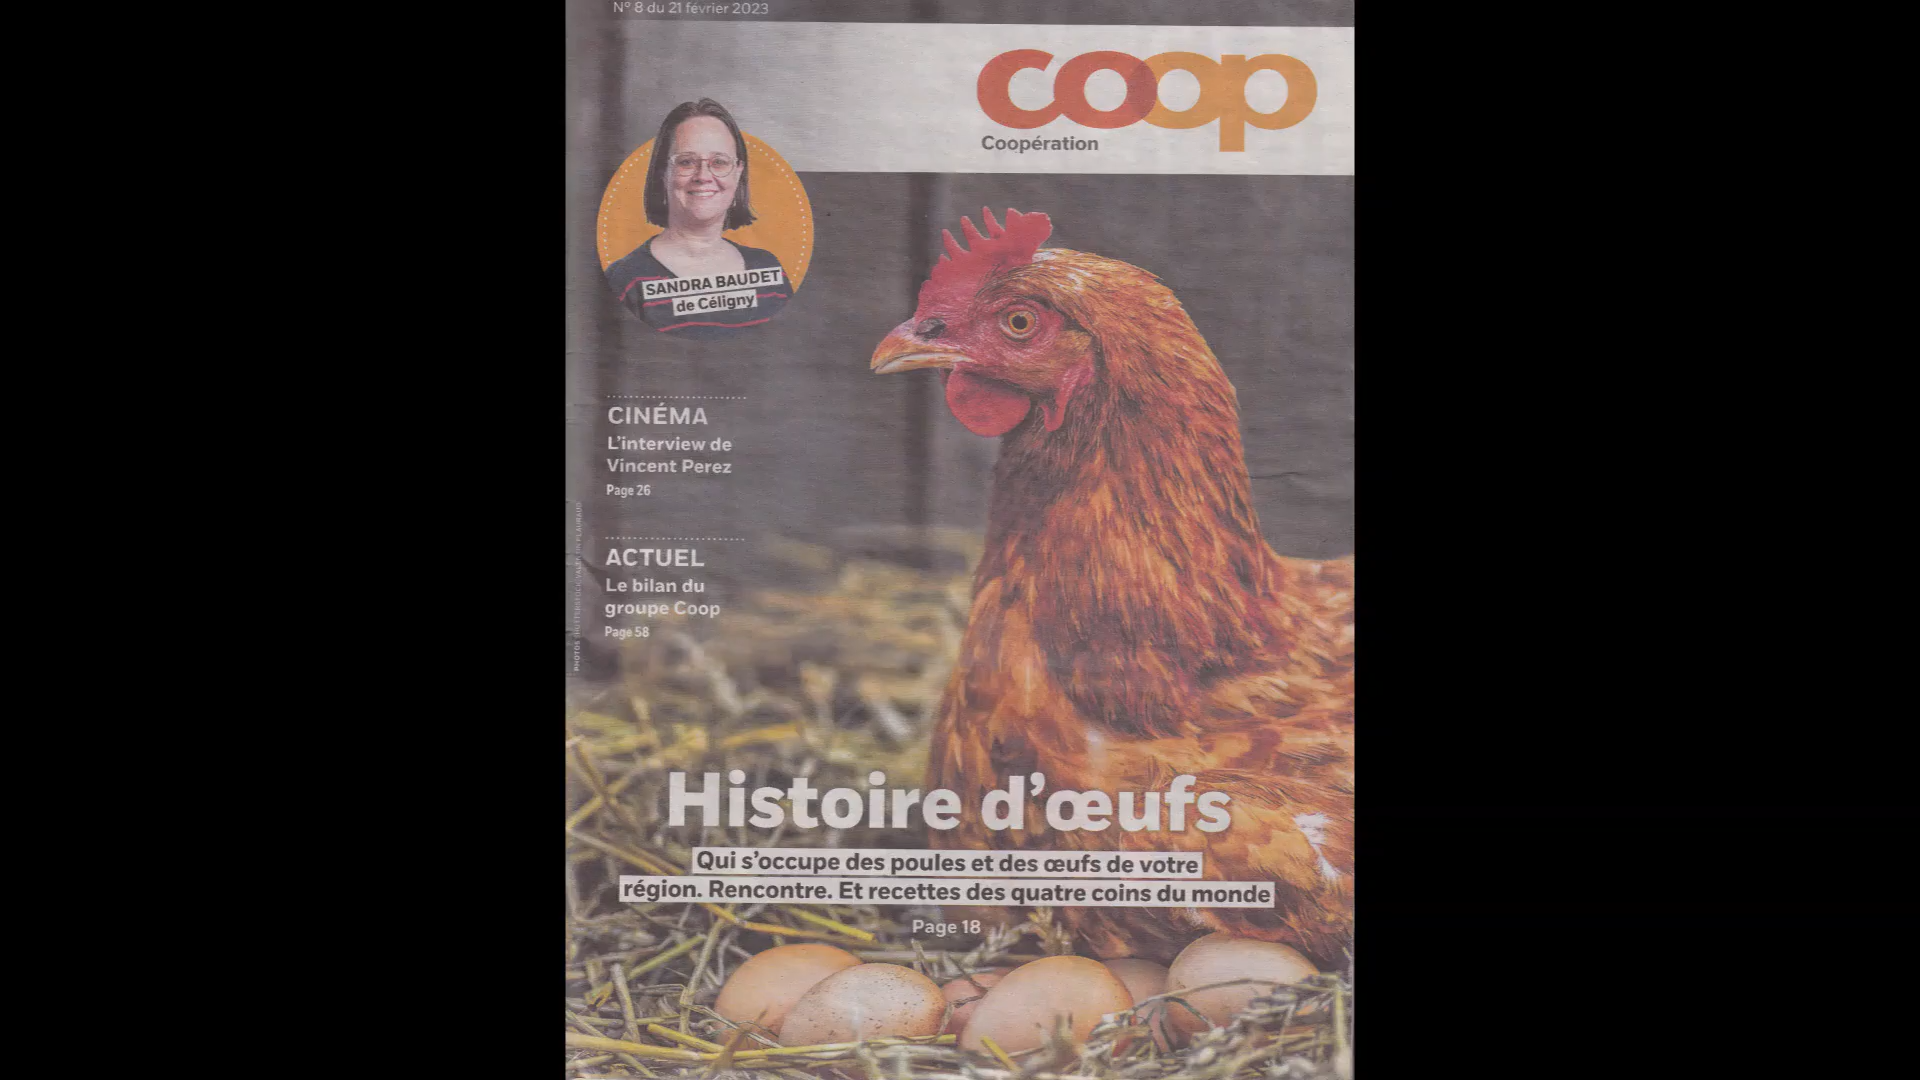 N° 8 du 21 février 2023
coop
Coopération
SANDRA BAUDET
de Céligny
CINÉMA
L'interview de
Vincent Perez
Page 26
ACTUEL
Le bilan du
groupe Coop
Page 58
Histoire d'œufs
Qui s'occupe des poules et des œufs de votre
région. Rencontre. Et recettes des quatre coins du monde
Page 18